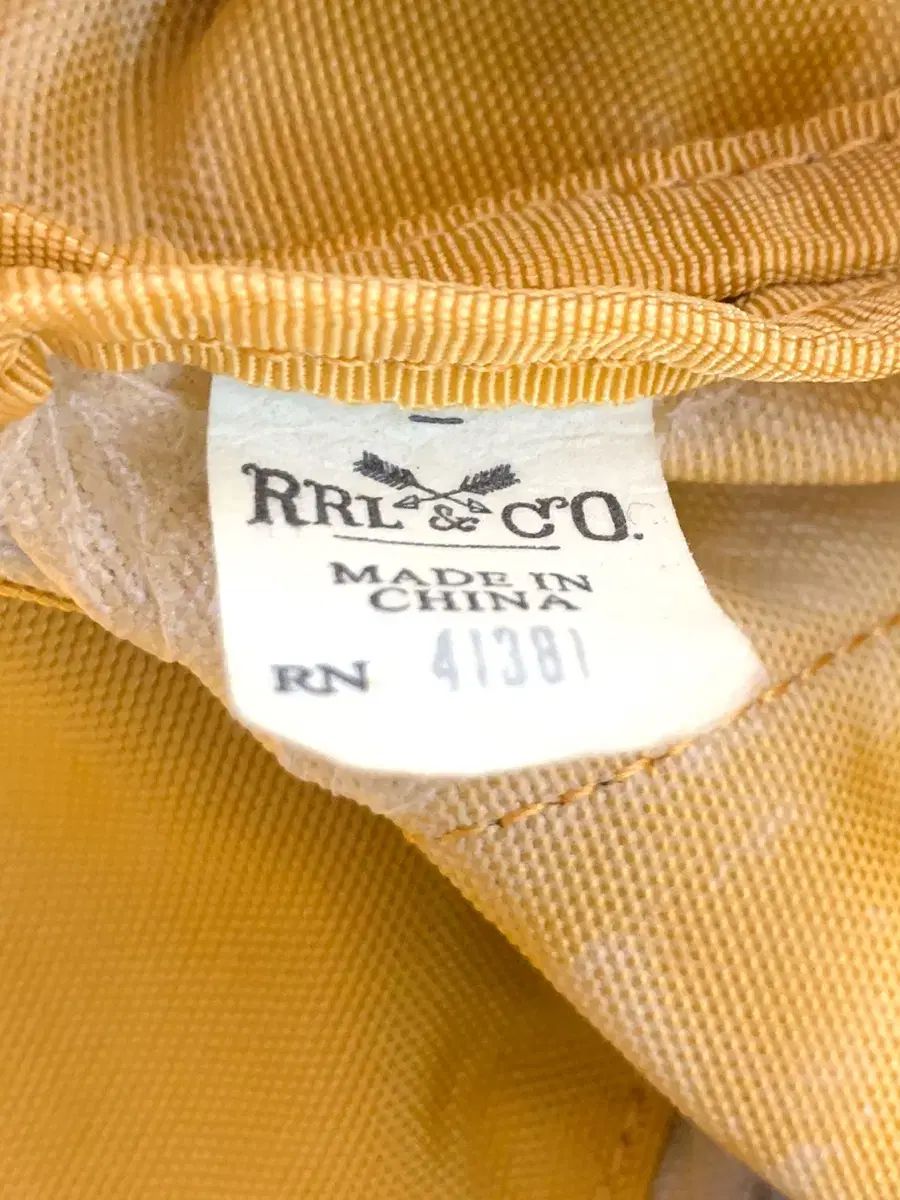 RRL & CO.
MADE IN
CHINA
RN 41381